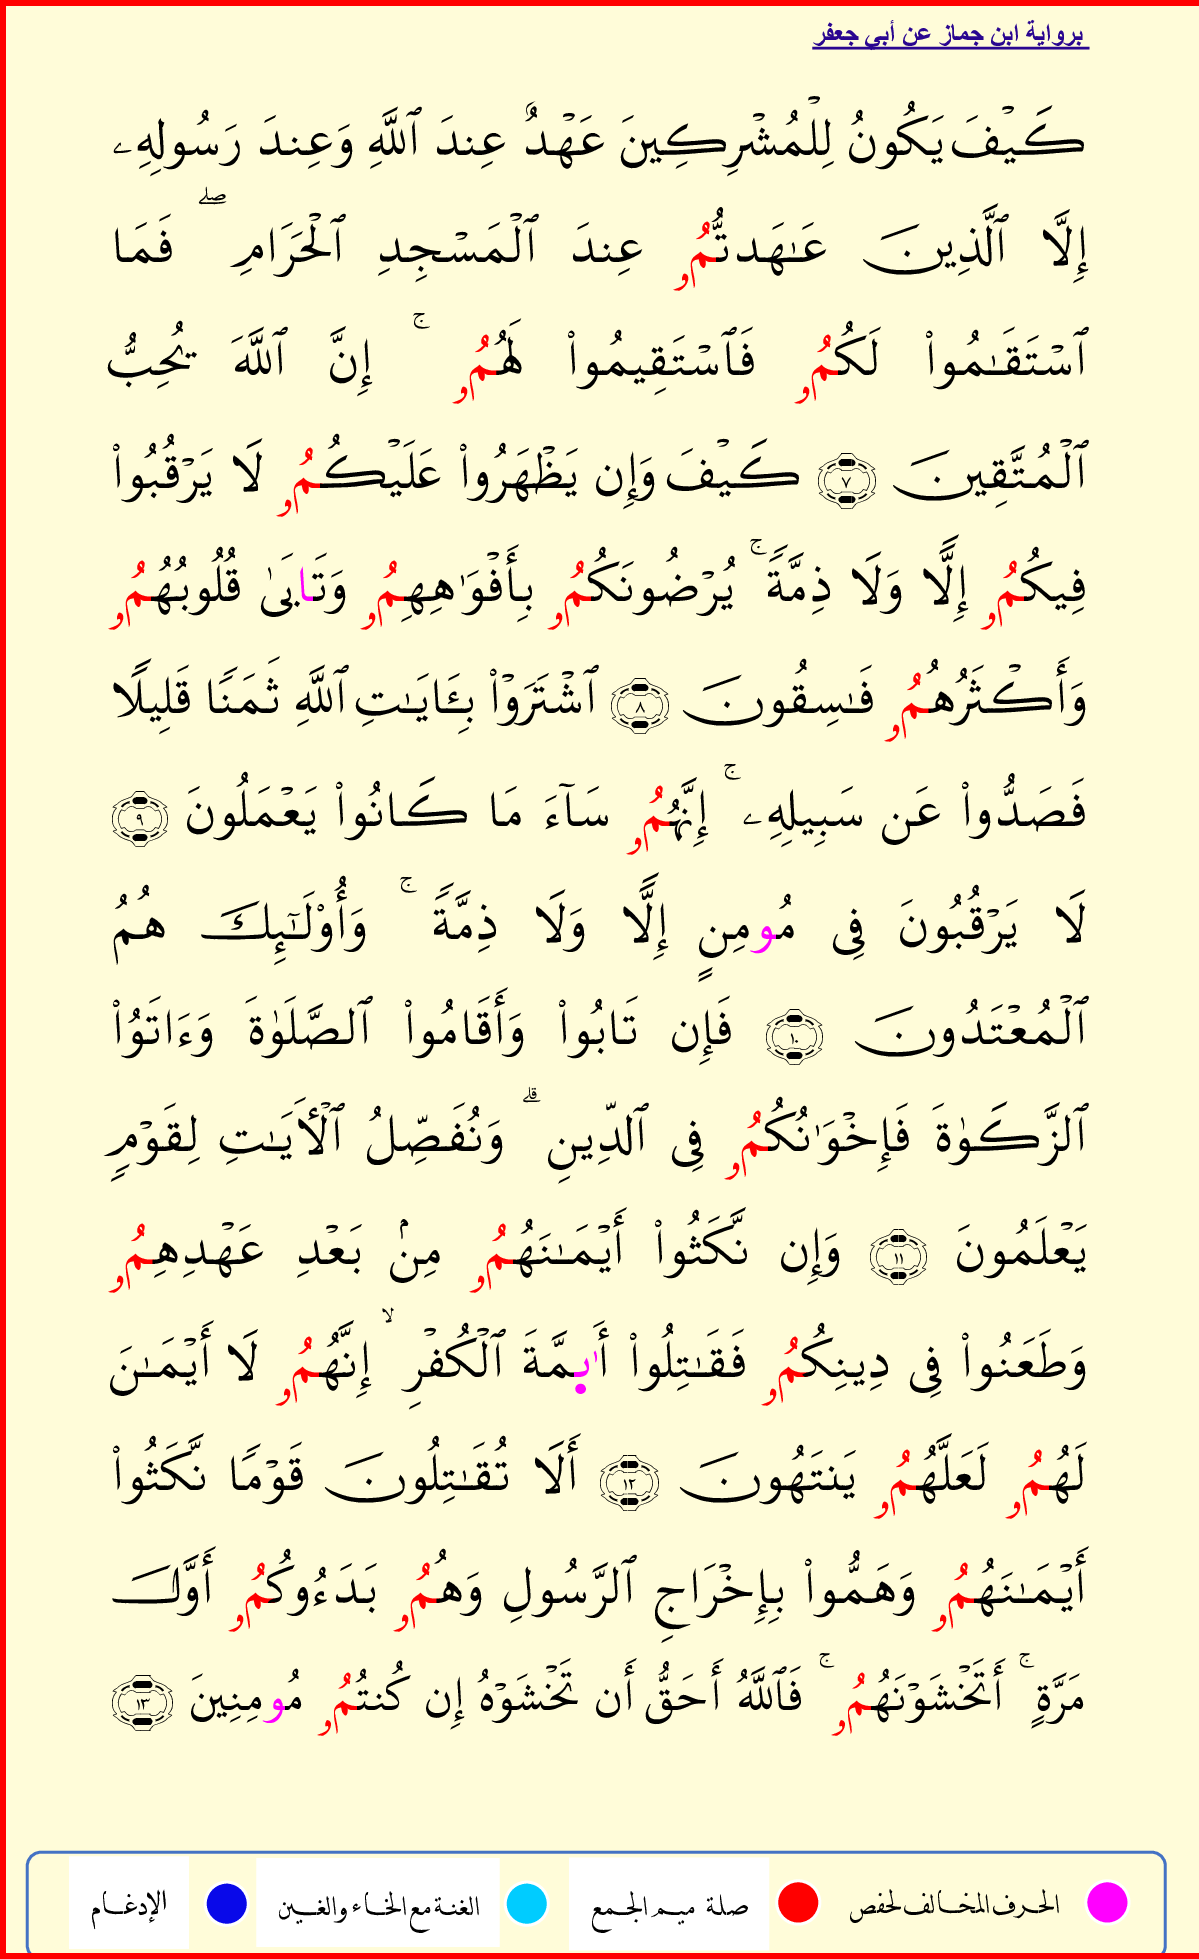 برواية ابن جماز عن أبي جعفر
كَيْفَ يَكُونُ لِلْمُشْرِكِينَ عَهْدٌ عِندَ ٱللَّهِ وَعِندَ رَسُولِهِۦ
إِلَّا ٱلَّذِينَ عَـٰهَدتُّمُۥ عِندَ ٱلْمَسْجِدِ ٱلْحَرَامِ ۖ فَمَا
ٱسْتَقَـٰمُوا۟ لَكُمُۥ فَٱسْتَقِيمُوا۟ لَهُمُۥ ۚ إِنَّ ٱللَّهَ يُحِبُّ
ٱلْمُتَّقِينَ ٧ كَيْفَ وَإِن يَظْهَرُوا۟ عَلَيْكُمُۥ لَا يَرْقُبُوا۟
فِيكُمُۥ إِلًّا وَلَا ذِمَّةً ۚ يُرْضُونَكُمُۥ بِأَفْوَٰهِهِمُۥ وَتَابَىٰ قُلُوبُهُمُۥ
وَأَكْثَرُهُمُۥ فَـٰسِقُونَ ٨ ٱشْتَرَوْا۟ بِـَٔايَـٰتِ ٱللَّهِ ثَمَنًا قَلِيلًا
فَصَدُّوا۟ عَن سَبِيلِهِۦ ۚ إِنَّهُمُۥ سَآءَ مَا كَانُوا۟ يَعْمَلُونَ ٩
لَا يَرْقُبُونَ فِى مُومِنٍ إِلًّا وَلَا ذِمَّةً ۚ وَأُو۟لَـٰٓئِكَ هُمُ
ٱلْمُعْتَدُونَ ١٠ فَإِن تَابُوا۟ وَأَقَامُوا۟ ٱلصَّلَوٰةَ وَءَاتَوُا۟
ٱلزَّكَوٰةَ فَإِخْوَٰنُكُمُۥ فِى ٱلدِّينِ ۗ وَنُفَصِّلُ ٱلْأَيَـٰتِ لِقَوْمٍ
يَعْلَمُونَ ١١ وَإِن نَّكَثُوا۟ أَيْمَـٰنَهُمُۥ مِنۢ بَعْدِ عَهْدِهِمُۥ
وَطَعَنُوا۟ فِى دِينِكُمُۥ فَقَـٰتِلُوا۟ أَٰيِمَّةَ ٱلْكُفْرِ ۙ إِنَّهُمُۥ لَا أَيْمَـٰنَ
لَهُمُۥ لَعَلَّهُمُۥ يَنتَهُونَ ١٢ أَلَا تُقَـٰتِلُونَ قَوْمًا نَّكَثُوا۟
أَيْمَـٰنَهُمُۥ وَهَمُّوا۟ بِإِخْرَاجِ ٱلرَّسُولِ وَهُمُۥ بَدَءُوكُمُۥ أَوَّلَ
مَرَّةٍ ۚ أَتَخْشَوْنَهُمُۥ ۚ فَٱللَّهُ أَحَقُّ أَن تَخْشَوْهُ إِن كُنتُمُۥ مُومِنِينَ ١٣
الحرف المخالف لحفص صلة ميم الجمع الغنة مع الخاء والغين الإدغام